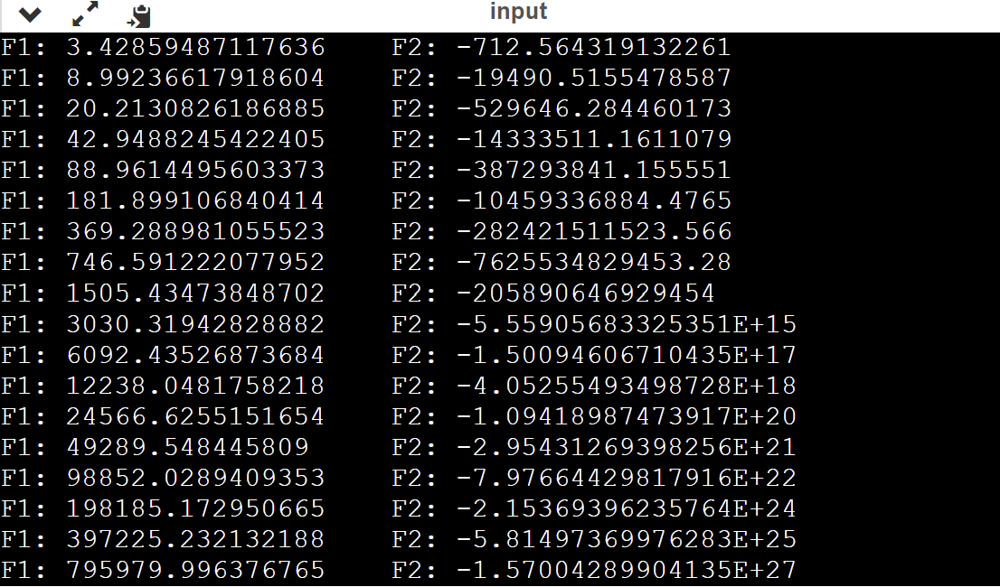 input
F1: 3.42859487117636    F2: -712.564319132261
F1: 8.99236617918604    F2: -19490.5155478587
F1: 20.2130826186885    F2: -529646.284460173
F1: 42.9488245422405    F2: -14333511.1611079
F1: 88.9614495603373    F2: -387293841.155551
F1: 181.899106840414    F2: -10459336884.4765
F1: 369.288981055523    F2: -282421511523.566
F1: 746.591222077952    F2: -7625534829453.28
F1: 1505.43473848702    F2: -205890646929454
F1: 3030.31942828882    F2: -5.55905683325351E+15
F1: 6092.43526873684    F2: -1.50094606710435E+17
F1: 12238.0481758218    F2: -4.05255493498728E+18
F1: 24566.6255151654    F2: -1.09418987473917E+20
F1: 49289.548445809    F2: -2.95431269398256E+21
F1: 98852.0289409353    F2: -7.97664429817916E+22
F1: 198185.172950665    F2: -2.15369396235764E+24
F1: 397225.232132188    F2: -5.81497369976283E+25
F1: 795979.996376765    F2: -1.57004289904135E+27